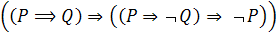 ((P ⟹ Q) ⇒ ((P ⇒ ¬Q) ⇒ ¬P))